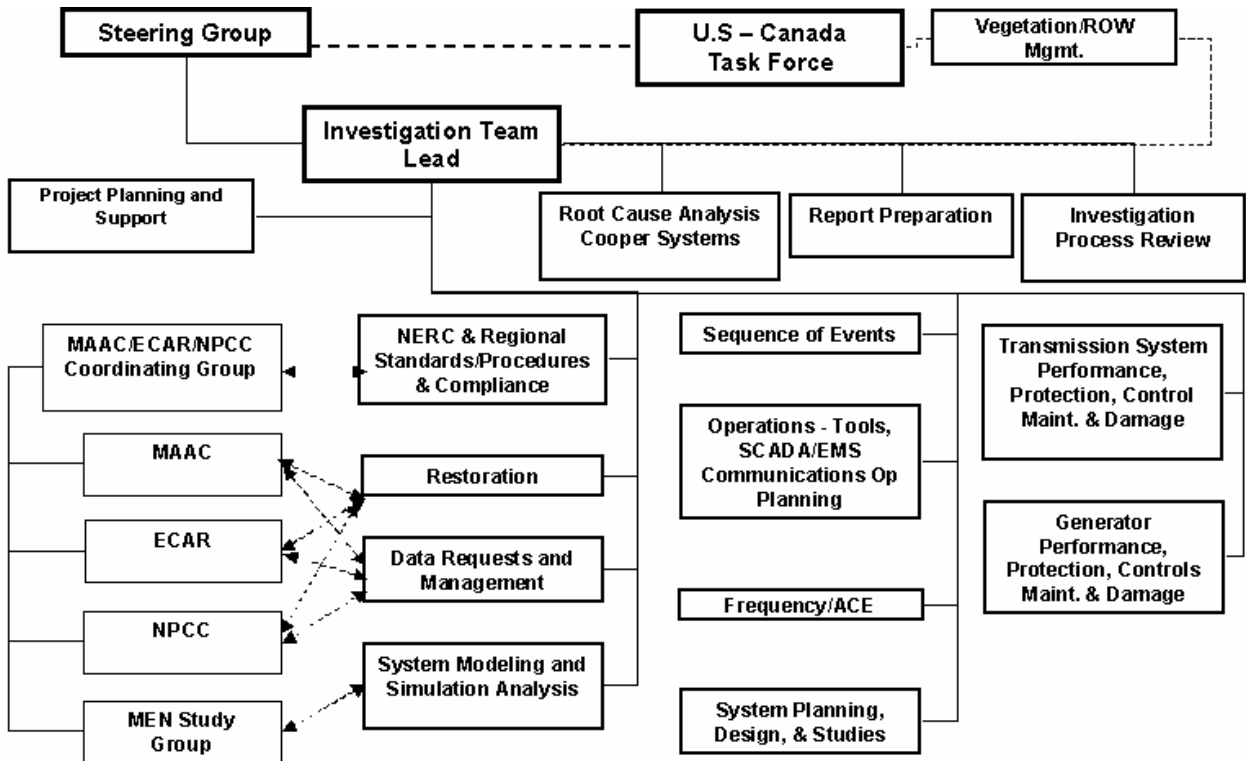 Steering Group
U.S – Canada
Task Force
Vegetation/ROW
Mgmt.
Investigation Team
Lead
Project Planning and
Support
Root Cause Analysis
Cooper Systems
Report Preparation
Investigation
Process Review
MAAC/ECAR/NPCC
Coordinating Group
NERC & Regional
Standards/Procedures
& Compliance
Sequence of Events
Transmission System
Performance,
Protection, Control
Maint. & Damage
MAAC
Restoration
Operations - Tools,
SCADA/EMS
Communications Op
Planning
ECAR
Data Requests and
Management
Generator
Performance,
Protection, Controls
Maint. & Damage
NPCC
Frequency/ACE
System Modeling and
Simulation Analysis
MEN Study
Group
System Planning,
Design, & Studies